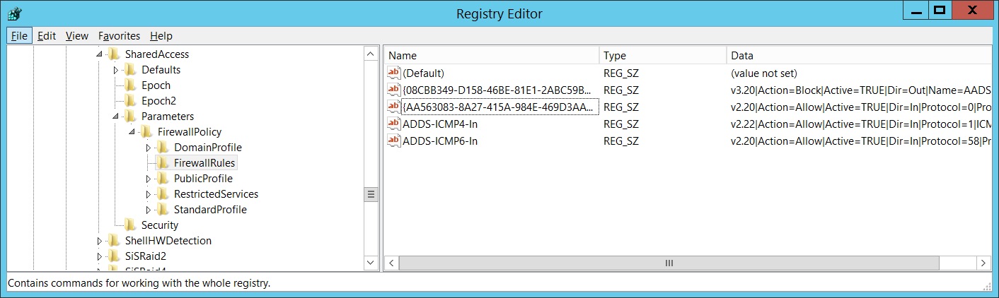 Registry Editor
File Edit View Favorites Help
SharedAccess
Defaults
Epoch
Epoch2
Parameters
FirewallPolicy
DomainProfile
FirewallRules
PublicProfile
RestrictedServices
StandardProfile
Security
ShellHWDetection
SiSRaid2
SiSRaid4
Name Type Data
(Default) REG_SZ (value not set)
{08CBB349-D158-46BE-81E1-2ABC59B... REG_SZ v3.20|Action=Block|Active=TRUE|Dir=Out|Name=AADS
{AA563083-8A27-415A-984E-469D3AA... REG_SZ v2.20|Action=Allow|Active=TRUE|Dir=In|Protocol=0|Pro
ADDS-ICMP4-In REG_SZ v2.22|Action=Allow|Active=TRUE|Dir=In|Protocol=1|ICM
ADDS-ICMP6-In REG_SZ v2.20|Action=Allow|Active=TRUE|Dir=In|Protocol=58|Pr
Contains commands for working with the whole registry.